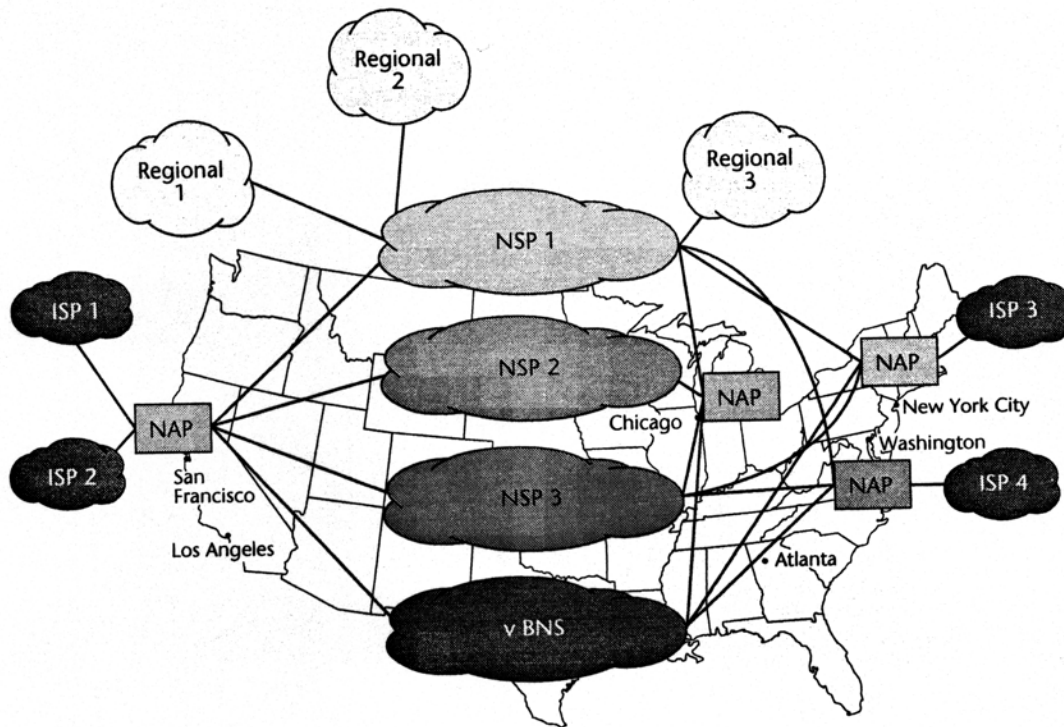 Regional
2
Regional
1
Regional
3
NSP 1
ISP 1
ISP 3
NSP 2
NAP
NAP
Chicago
New York City
NAP
Washington
ISP 2
San
Francisco
NSP 3
NAP
ISP 4
Los Angeles
Atlanta
v BNS